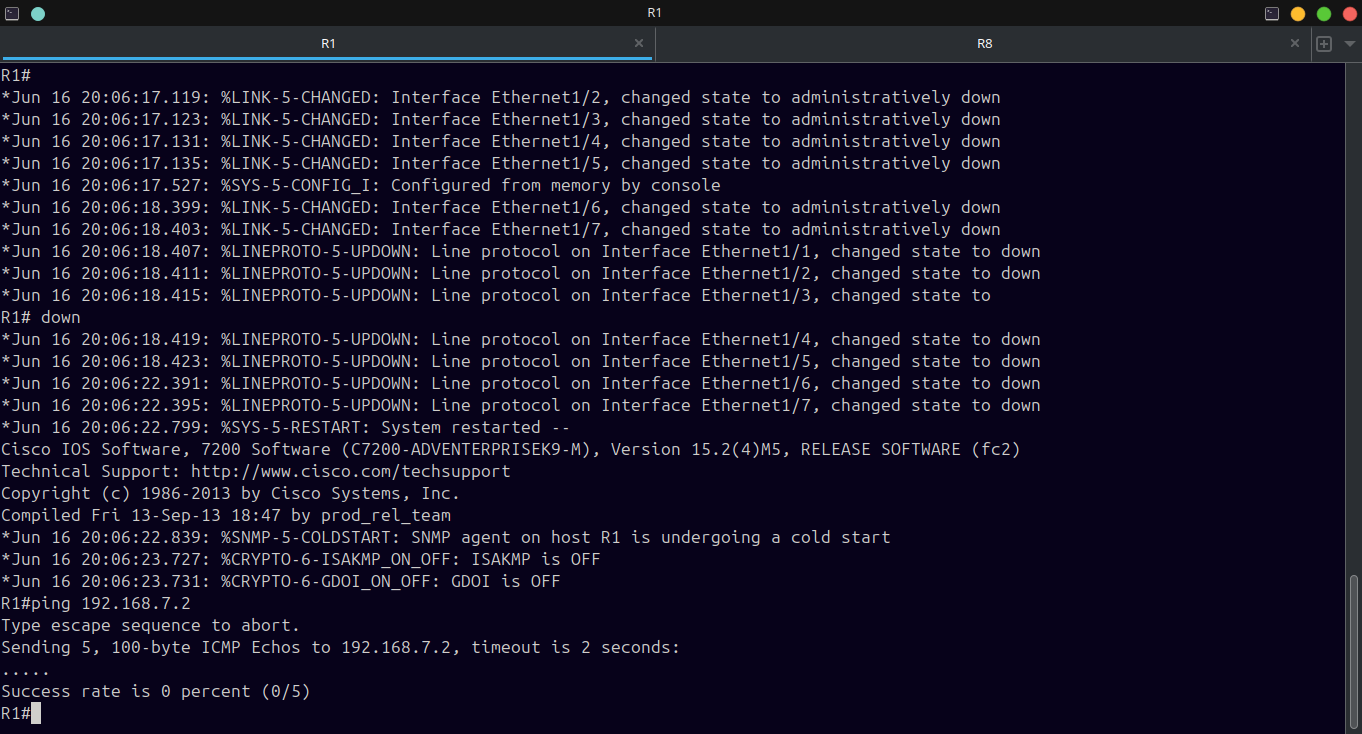 R1
R1
R8
R1#
*Jun 16 20:06:17.119: %LINK-5-CHANGED: Interface Ethernet1/2, changed state to administratively down
*Jun 16 20:06:17.123: %LINK-5-CHANGED: Interface Ethernet1/3, changed state to administratively down
*Jun 16 20:06:17.131: %LINK-5-CHANGED: Interface Ethernet1/4, changed state to administratively down
*Jun 16 20:06:17.135: %LINK-5-CHANGED: Interface Ethernet1/5, changed state to administratively down
*Jun 16 20:06:17.527: %SYS-5-CONFIG_I: Configured from memory by console
*Jun 16 20:06:18.399: %LINK-5-CHANGED: Interface Ethernet1/6, changed state to administratively down
*Jun 16 20:06:18.403: %LINK-5-CHANGED: Interface Ethernet1/7, changed state to administratively down
*Jun 16 20:06:18.407: %LINEPROTO-5-UPDOWN: Line protocol on Interface Ethernet1/1, changed state to down
*Jun 16 20:06:18.411: %LINEPROTO-5-UPDOWN: Line protocol on Interface Ethernet1/2, changed state to down
*Jun 16 20:06:18.415: %LINEPROTO-5-UPDOWN: Line protocol on Interface Ethernet1/3, changed state to
R1# down
*Jun 16 20:06:18.419: %LINEPROTO-5-UPDOWN: Line protocol on Interface Ethernet1/4, changed state to down
*Jun 16 20:06:18.423: %LINEPROTO-5-UPDOWN: Line protocol on Interface Ethernet1/5, changed state to down
*Jun 16 20:06:22.391: %LINEPROTO-5-UPDOWN: Line protocol on Interface Ethernet1/6, changed state to down
*Jun 16 20:06:22.395: %LINEPROTO-5-UPDOWN: Line protocol on Interface Ethernet1/7, changed state to down
*Jun 16 20:06:22.799: %SYS-5-RESTART: System restarted --
Cisco IOS Software, 7200 Software (C7200-ADVENTERPRISEK9-M), Version 15.2(4)M5, RELEASE SOFTWARE (fc2)
Technical Support: http://www.cisco.com/techsupport
Copyright (c) 1986-2013 by Cisco Systems, Inc.
Compiled Fri 13-Sep-13 18:47 by prod_rel_team
*Jun 16 20:06:22.839: %SNMP-5-COLDSTART: SNMP agent on host R1 is undergoing a cold start
*Jun 16 20:06:23.727: %CRYPTO-6-ISAKMP_ON_OFF: ISAKMP is OFF
*Jun 16 20:06:23.731: %CRYPTO-6-GDOI_ON_OFF: GDOI is OFF
R1#ping 192.168.7.2
Type escape sequence to abort.
Sending 5, 100-byte ICMP Echos to 192.168.7.2, timeout is 2 seconds:
.....
Success rate is 0 percent (0/5)
R1#